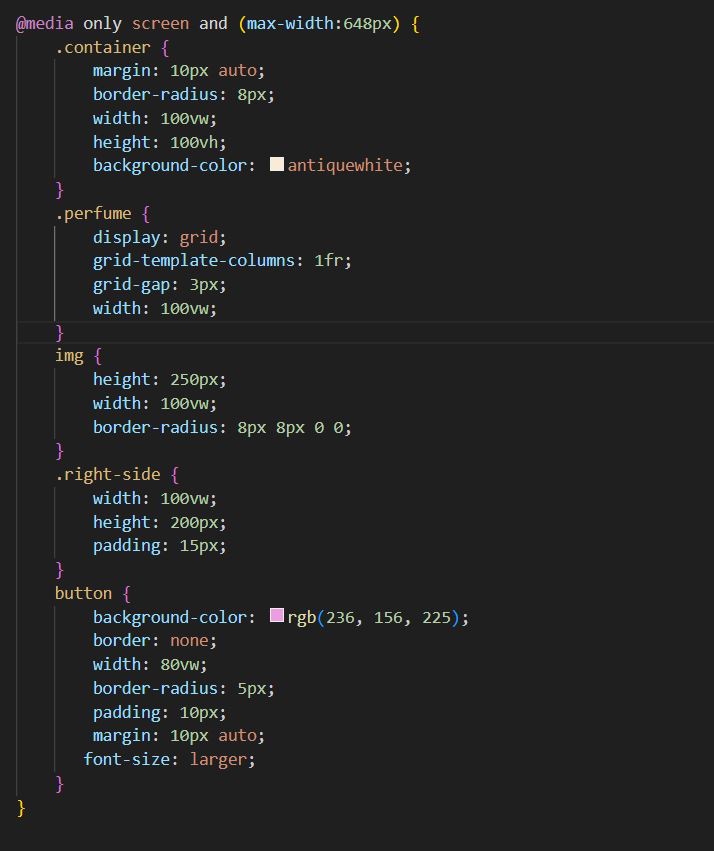 @media only screen and (max-width:648px) {
    .container {
        margin: 10px auto;
        border-radius: 8px;
        width: 100vw;
        height: 100vh;
        background-color: antiquewhite;
    }
    .perfume {
        display: grid;
        grid-template-columns: 1fr;
        grid-gap: 3px;
        width: 100vw;
    }
    img {
        height: 250px;
        width: 100vw;
        border-radius: 8px 8px 0 0;
    }
    .right-side {
        width: 100vw;
        height: 200px;
        padding: 15px;
    }
    button {
        background-color: rgb(236, 156, 225);
        border: none;
        width: 80vw;
        border-radius: 5px;
        padding: 10px;
        margin: 10px auto;
       font-size: larger;
    }
}